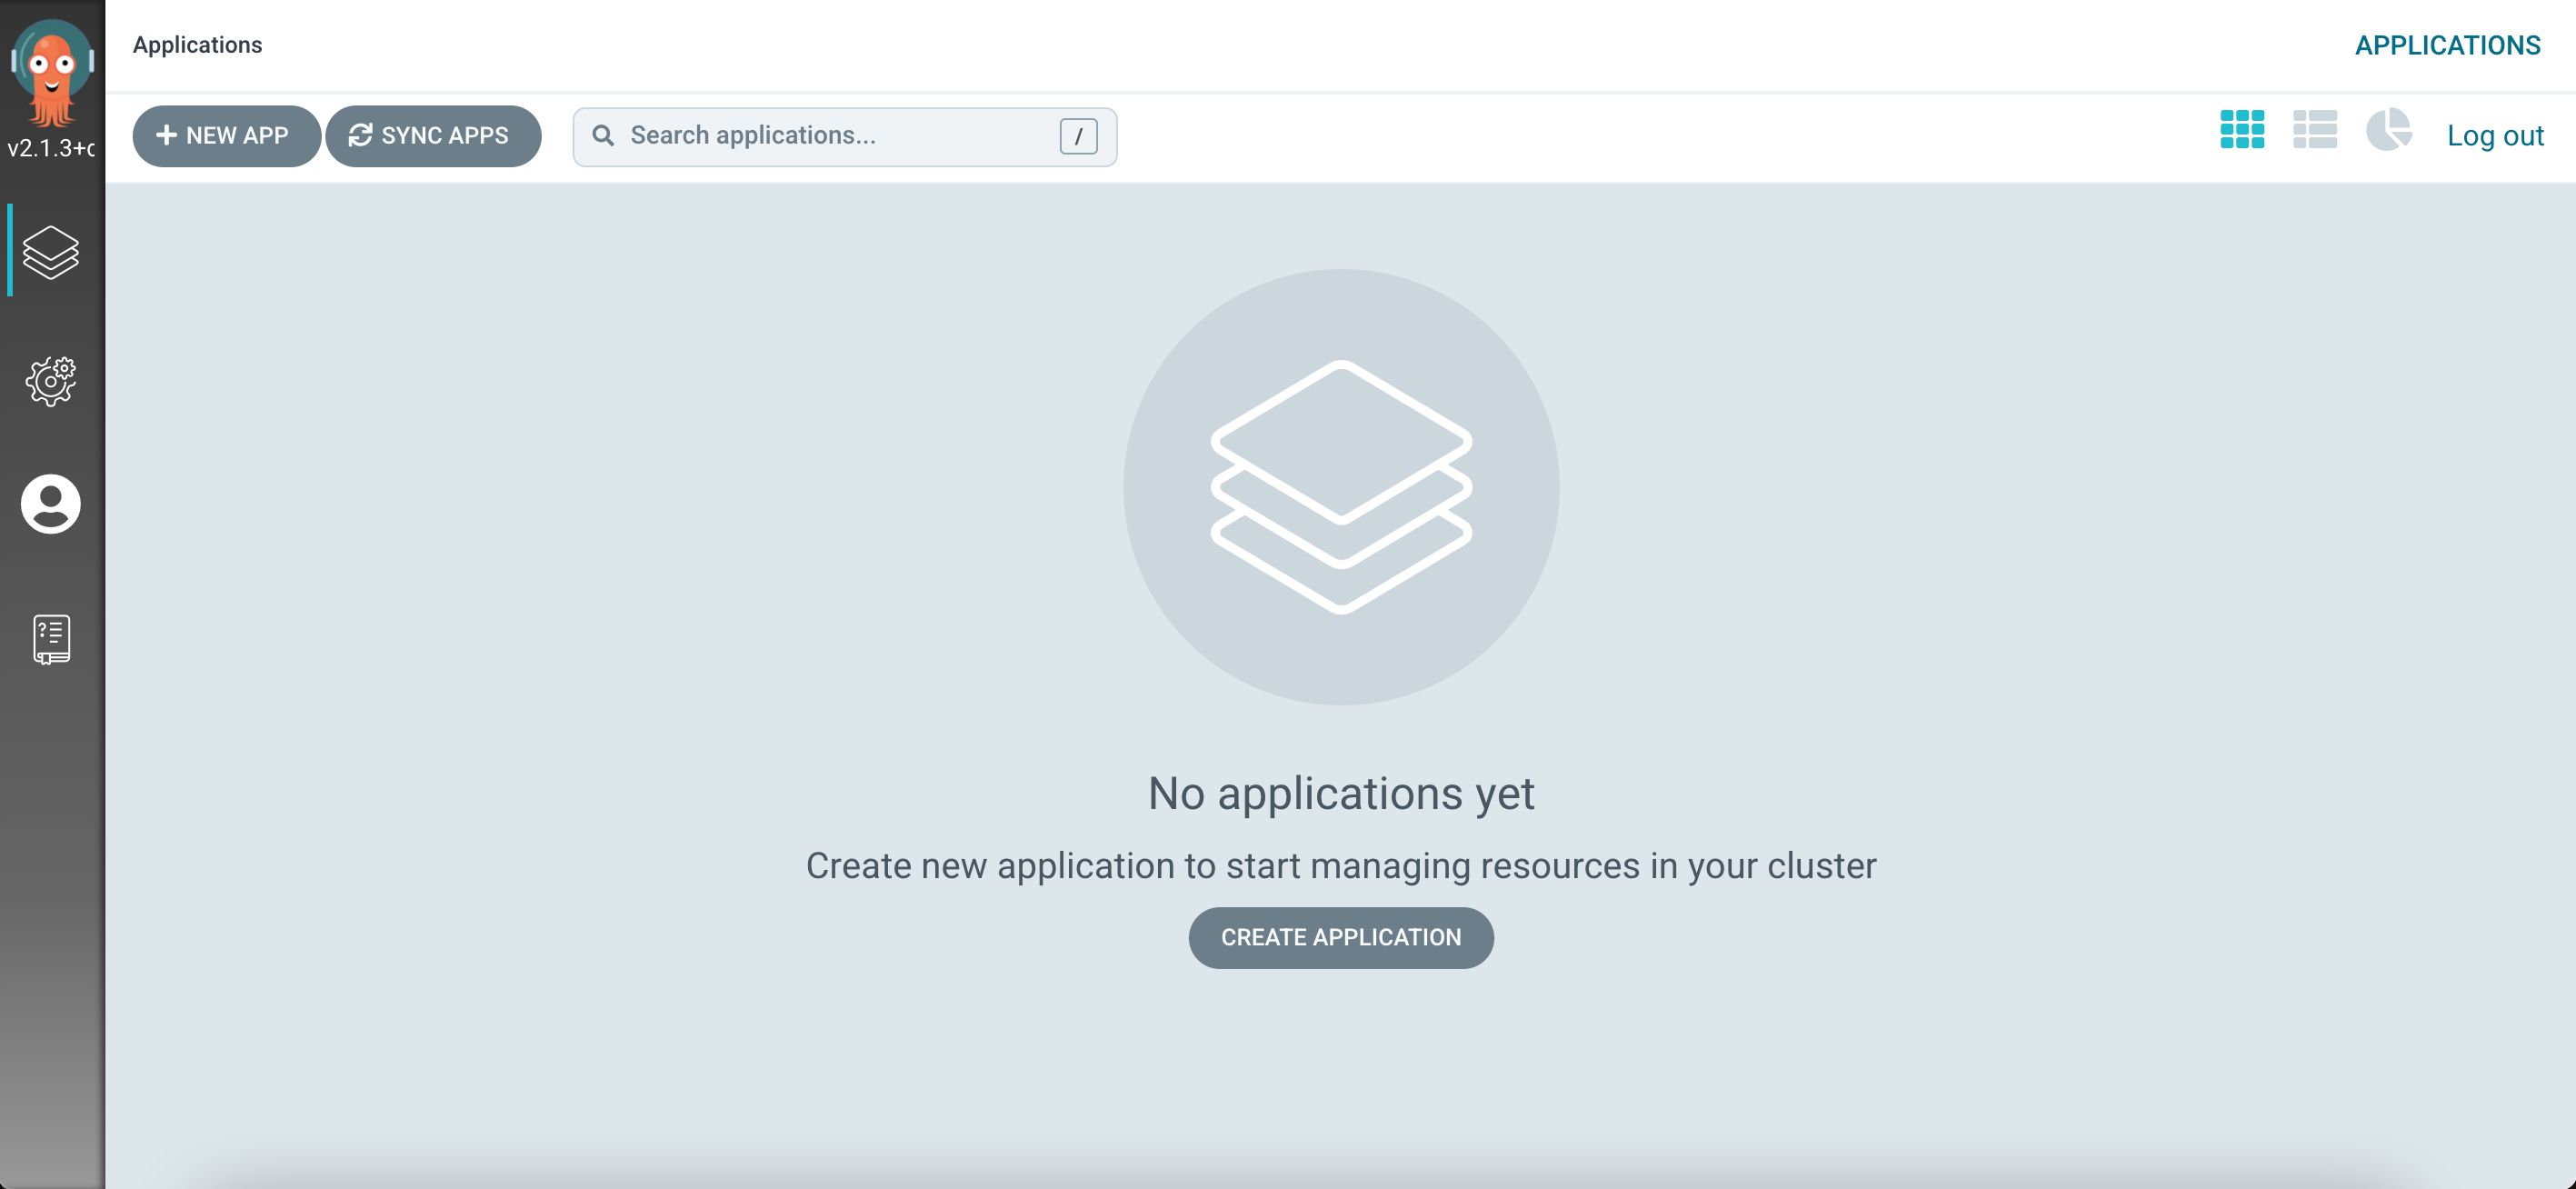 Applications
APPLICATIONS
NEW APP
SYNC APPS
Search applications...
/
Log out
v2.1.3+c
No applications yet
Create new application to start managing resources in your cluster
CREATE APPLICATION